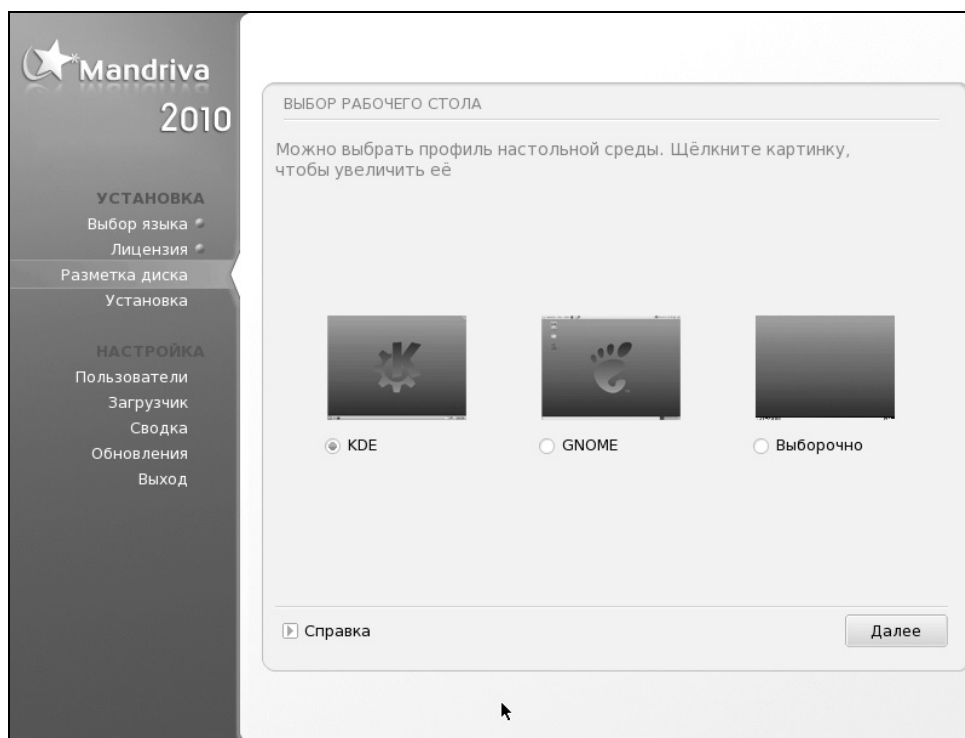 Mandriva
2010
УСТАНОВКА
Выбор языка
Лицензия
Разметка диска
Установка
НАСТРОЙКА
Пользователи
Загрузчик
Сводка
Обновления
Выход
ВЫБОР РАБОЧЕГО СТОЛА
Можно выбрать профиль настольной среды. Щёлкните картинку,
чтобы увеличить её
KDE
GNOME
Выборочно
Справка
Далее